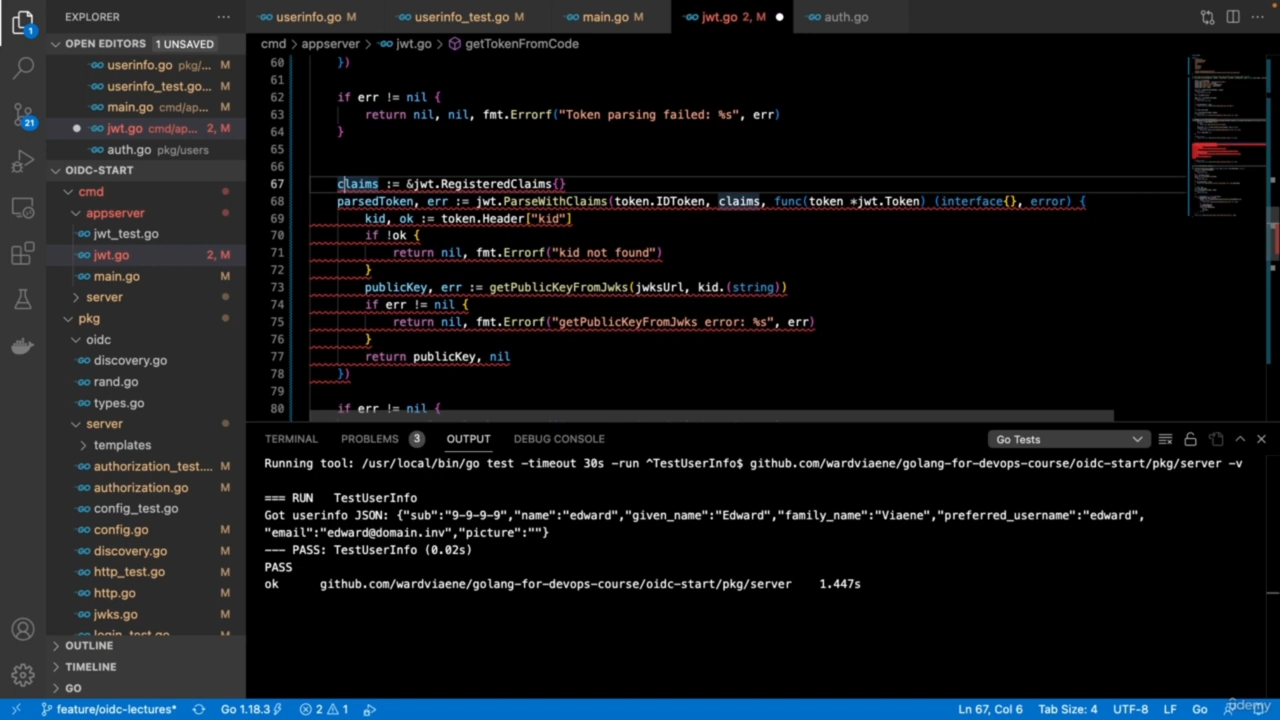 EXPLORER
userinfo.go M
userinfo_test.go M
main.go M
jwt.go 2, M
auth.go
OPEN EDITORS 1 UNSAVED
userinfo.go pkg/... M
userinfo_test.go... M
main.go cmd/ap... M
jwt.go cmd/ap... 2, M
auth.go pkg/users
OIDC-START
cmd
appserver
jwt_test.go
jwt.go 2, M
main.go M
server
pkg
oidc
discovery.go
rand.go
types.go
server
templates
authorization_test.... M
authorization.go M
config_test.go
config.go M
discovery.go M
http_test.go M
http.go M
jwks.go M
login_test.go M
OUTLINE
TIMELINE
GO
1
21
cmd > appserver > jwt.go > getTokenFromCode
60 })
61
62 if err != nil {
63 return nil, nil, fmt.Errorf("Token parsing failed: %s", err)
64 }
65
66
67 claims := &jwt.RegisteredClaims{}
68 parsedToken, err := jwt.ParseWithClaims(token.IDToken, claims, func(token *jwt.Token) (interface{}, error) {
69 kid, ok := token.Header["kid"]
70 if !ok {
71 return nil, fmt.Errorf("kid not found")
72 }
73 publicKey, err := getPublicKeyFromJwks(jwksUrl, kid.(string))
74 if err != nil {
75 return nil, fmt.Errorf("getPublicKeyFromJwks error: %s", err)
76 }
77 return publicKey, nil
78 })
79
80 if err != nil {
TERMINAL PROBLEMS 3 OUTPUT DEBUG CONSOLE Go Tests
Running tool: /usr/local/bin/go test -timeout 30s -run ^TestUserInfo$ github.com/wardviaene/golang-for-devops-course/oidc-start/pkg/server -v
=== RUN TestUserInfo
Got userinfo JSON: {"sub":"9-9-9-9","name":"edward","given_name":"Edward","family_name":"Viaene","preferred_username":"edward",
"email":"edward@domain.inv","picture":""}
--- PASS: TestUserInfo (0.02s)
PASS
ok github.com/wardviaene/golang-for-devops-course/oidc-start/pkg/server 1.447s
feature/oidc-lectures* Go 1.18.3 2 1 Ln 67, Col 6 Tab Size: 4 UTF-8 LF Go
udemy